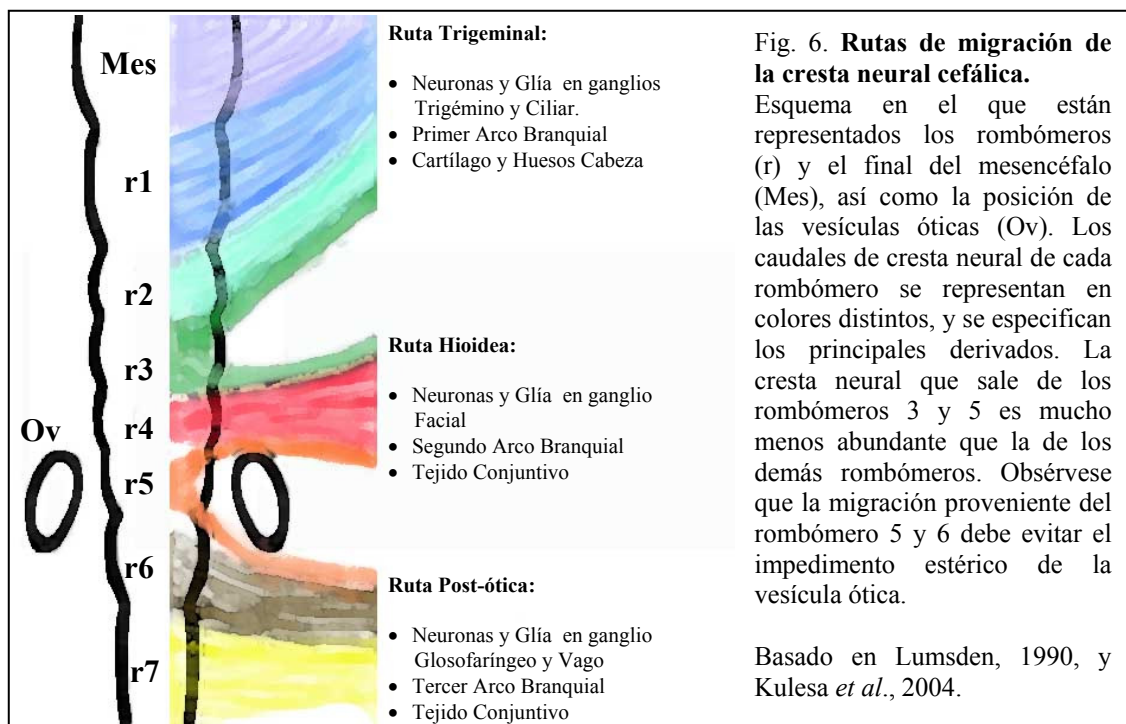 Mes
r1
r2
r3
r4
Ov
r5
r6
r7
Ruta Trigeminal:
• Neuronas y Glía en ganglios
Trigémino y Ciliar.
• Primer Arco Branquial
• Cartílago y Huesos Cabeza
Ruta Hioidea:
• Neuronas y Glía en ganglio
Facial
• Segundo Arco Branquial
• Tejido Conjuntivo
Ruta Post-ótica:
• Neuronas y Glía en ganglio
Glosofaríngeo y Vago
• Tercer Arco Branquial
• Tejido Conjuntivo
Fig. 6. Rutas de migración de
la cresta neural cefálica.
Esquema en el que están
representados los rombómeros
(r) y el final del mesencéfalo
(Mes), así como la posición de
las vesículas óticas (Ov). Los
caudales de cresta neural de cada
rombómero se representan en
colores distintos, y se especifican
los principales derivados. La
cresta neural que sale de los
rombómeros 3 y 5 es mucho
menos abundante que la de los
demás rombómeros. Obsérvese
que la migración proveniente del
rombómero 5 y 6 debe evitar el
impedimento estérico de la
vesícula ótica.
Basado en Lumsden, 1990, y
Kulesa et al., 2004.